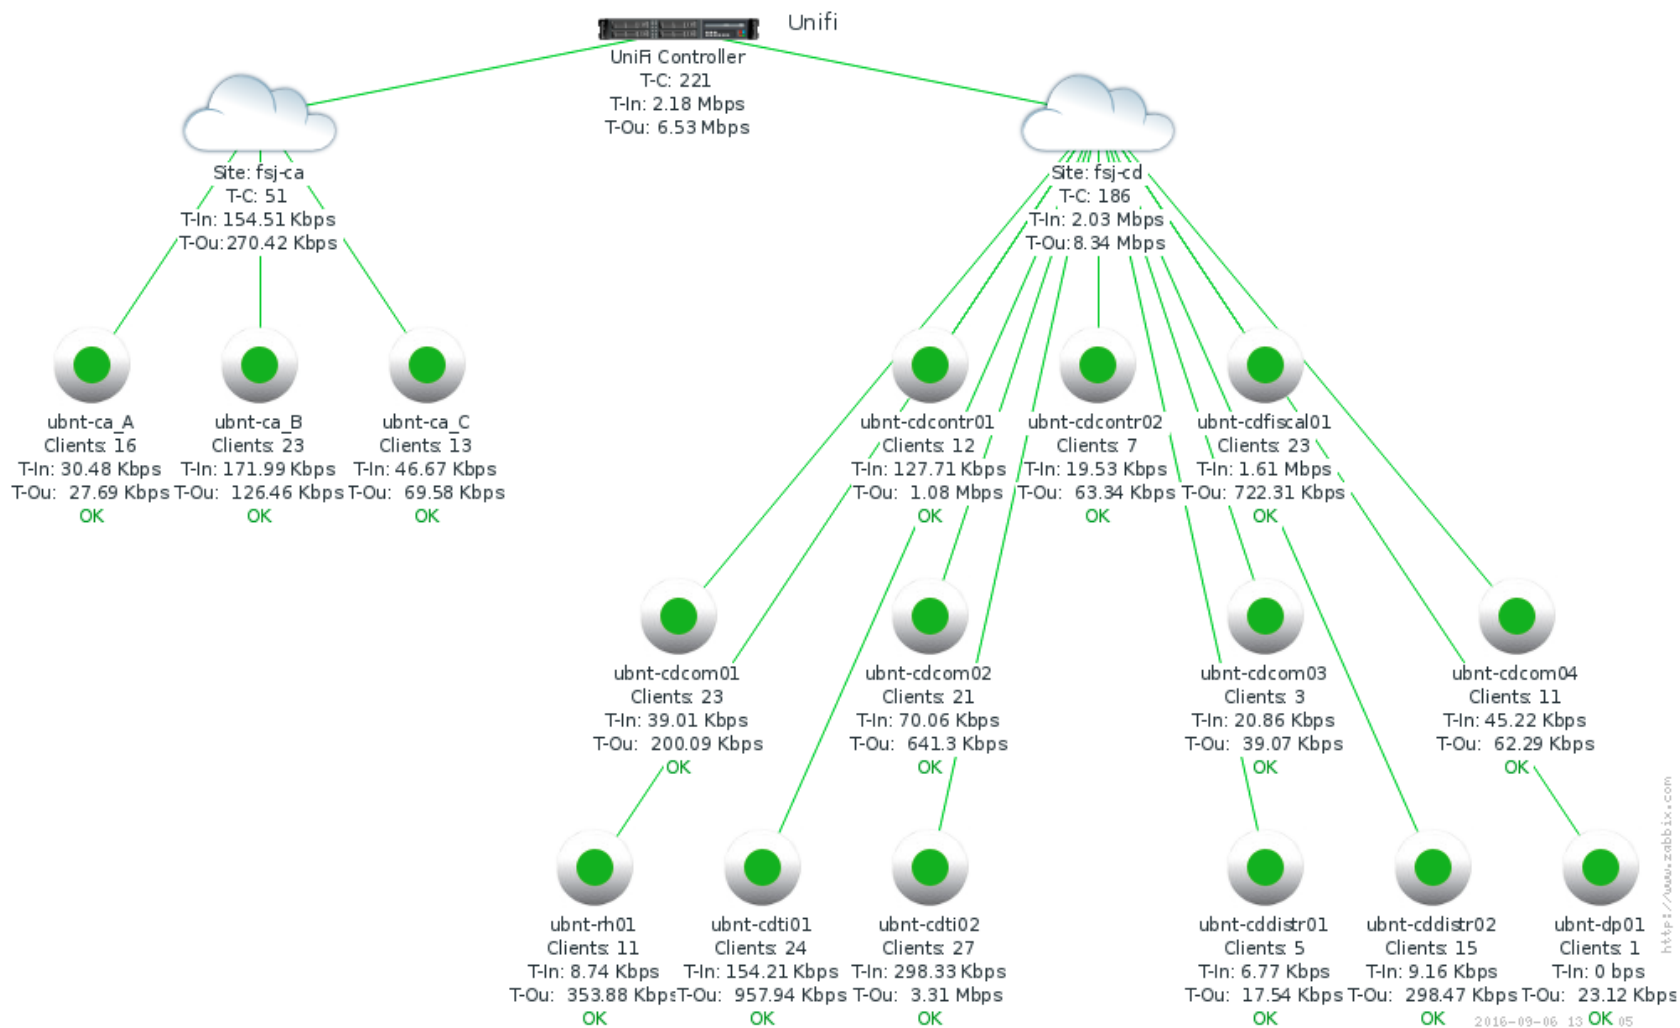 Unifi
UniFi Controller
T-C: 221
T-In: 2.18 Mbps
T-Ou: 6.53 Mbps
Site: fsj-ca
T-C: 51
T-In: 154.51 Kbps
T-Ou: 270.42 Kbps
Site: fsj-cd
T-C: 186
T-In: 2.03 Mbps
T-Ou: 8.34 Mbps
ubnt-ca_A
Clients: 16
T-In: 30.48 Kbps
T-Ou: 27.69 Kbps
OK
ubnt-ca_B
Clients: 23
T-In: 171.99 Kbps
T-Ou: 126.46 Kbps
OK
ubnt-ca_C
Clients: 13
T-In: 46.67 Kbps
T-Ou: 69.58 Kbps
OK
ubnt-cdcontr01
Clients: 12
T-In: 127.71 Kbps
T-Ou: 1.08 Mbps
OK
ubnt-cdcontr02
Clients: 7
T-In: 19.53 Kbps
T-Ou: 63.34 Kbps
OK
ubnt-cdfiscal01
Clients: 23
T-In: 1.61 Mbps
T-Ou: 722.31 Kbps
OK
ubnt-cdcom01
Clients: 23
T-In: 39.01 Kbps
T-Ou: 200.09 Kbps
OK
ubnt-cdcom02
Clients: 21
T-In: 70.06 Kbps
T-Ou: 641.3 Kbps
OK
ubnt-cdcom03
Clients: 3
T-In: 20.86 Kbps
T-Ou: 39.07 Kbps
OK
ubnt-cdcom04
Clients: 11
T-In: 45.22 Kbps
T-Ou: 62.29 Kbps
OK
ubnt-rh01
Clients: 11
T-In: 8.74 Kbps
T-Ou: 353.88 Kbps
OK
ubnt-cdti01
Clients: 24
T-In: 154.21 Kbps
T-Ou: 957.94 Kbps
OK
ubnt-cdti02
Clients: 27
T-In: 298.33 Kbps
T-Ou: 3.31 Mbps
OK
ubnt-cddistr01
Clients: 5
T-In: 6.77 Kbps
T-Ou: 17.54 Kbps
OK
ubnt-cddistr02
Clients: 15
T-In: 9.16 Kbps
T-Ou: 298.47 Kbps
OK
ubnt-dp01
Clients: 1
T-In: 0 bps
T-Ou: 23.12 Kbps
OK
http://www.zabbix.com
2016-09-06 13 05